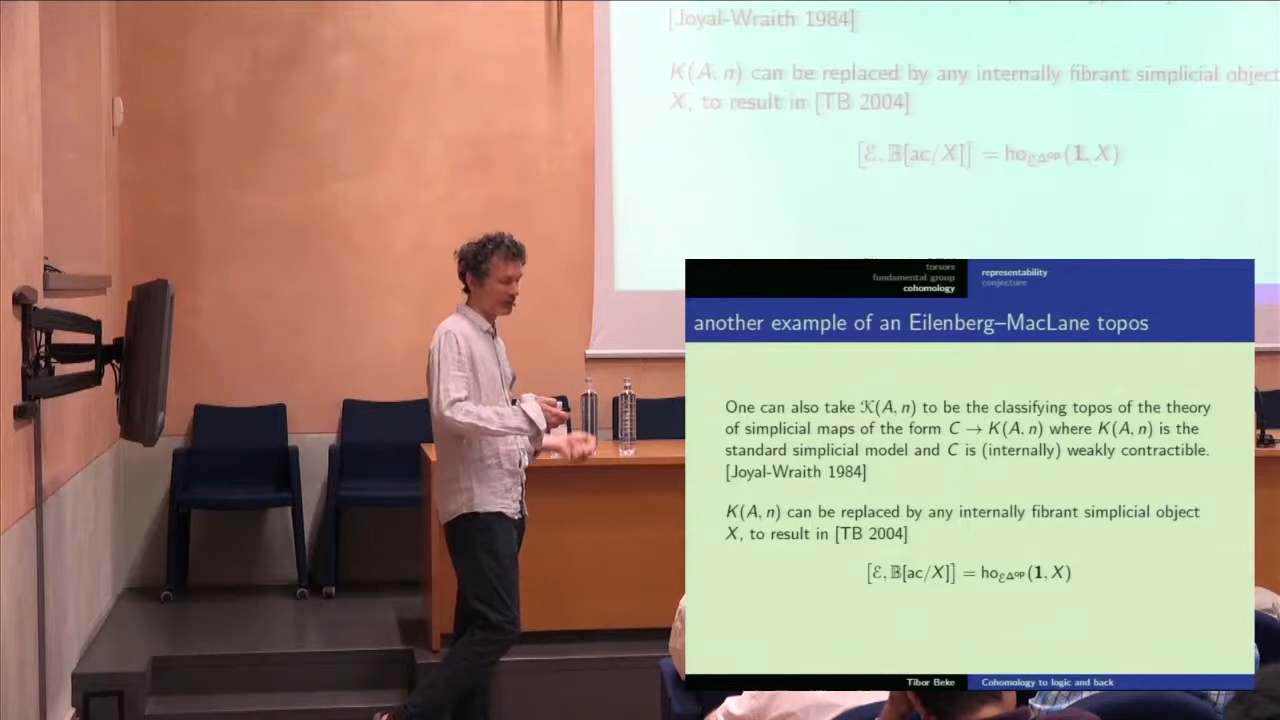 [Joyal-Wraith 1984]
K(A, n) can be replaced by any internally fibrant simplicial object
X, to result in [TB 2004]
[ℰ, 𝔹[ac/X]] = ho_{ℰ^{Δ^{op}}}(1, X)
torsors
fundamental group
cohomology
representability
conjecture
another example of an Eilenberg–MacLane topos
One can also take 𝒦(A, n) to be the classifying topos of the theory
of simplicial maps of the form C → K(A, n) where K(A, n) is the
standard simplicial model and C is (internally) weakly contractible.
[Joyal-Wraith 1984]
K(A, n) can be replaced by any internally fibrant simplicial object
X, to result in [TB 2004]
[ℰ, 𝔹[ac/X]] = ho_{ℰ^{Δ^{op}}}(1, X)
Tibor Beke
Cohomology to logic and back